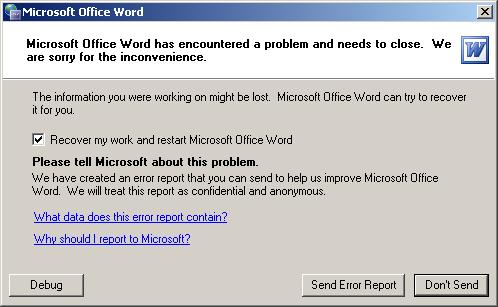 Microsoft Office Word
Microsoft Office Word has encountered a problem and needs to close.  We
are sorry for the inconvenience.
W
The information you were working on might be lost.  Microsoft Office Word can try to recover
it for you.
Recover my work and restart Microsoft Office Word
Please tell Microsoft about this problem.
We have created an error report that you can send to help us improve Microsoft Office
Word.  We will treat this report as confidential and anonymous.
What data does this error report contain?
Why should I report to Microsoft?
Debug
Send Error Report
Don't Send